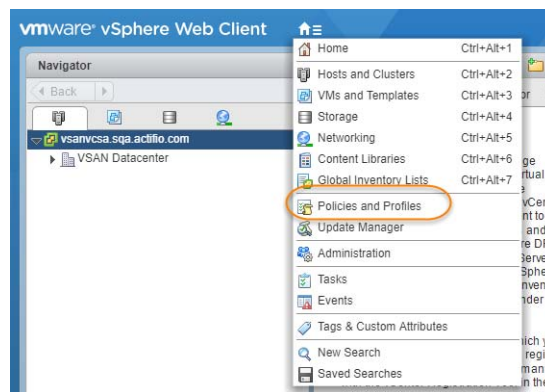 vmware® vSphere Web Client
Navigator
Back
vsanvcsa.sqa.actifio.com
VSAN Datacenter
Home Ctrl+Alt+1
Hosts and Clusters Ctrl+Alt+2
VMs and Templates Ctrl+Alt+3
Storage Ctrl+Alt+4
Networking Ctrl+Alt+5
Content Libraries Ctrl+Alt+6
Global Inventory Lists Ctrl+Alt+7
Policies and Profiles
Update Manager
Administration
Tasks
Events
Tags & Custom Attributes
New Search
Saved Searches